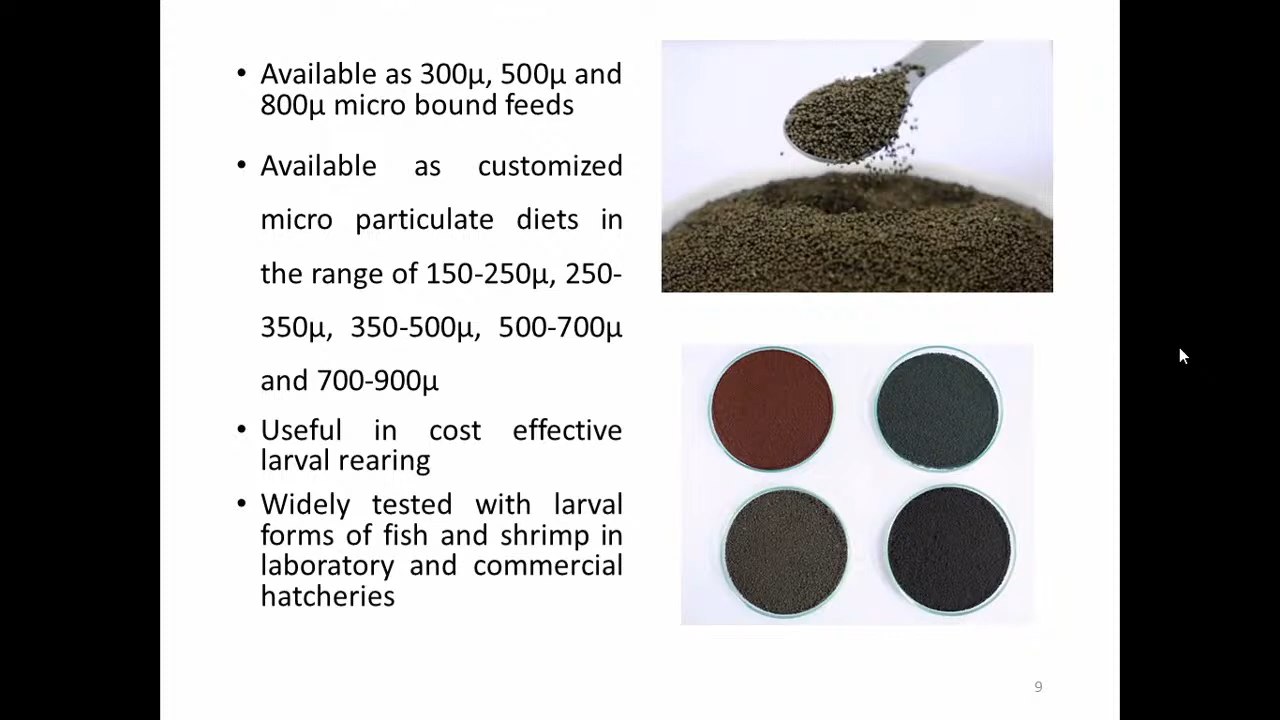 • Available as 300µ, 500µ and
800µ micro bound feeds
• Available as customized
micro particulate diets in
the range of 150-250µ, 250-
350µ, 350-500µ, 500-700µ
and 700-900µ
• Useful in cost effective
larval rearing
• Widely tested with larval
forms of fish and shrimp in
laboratory and commercial
hatcheries
9